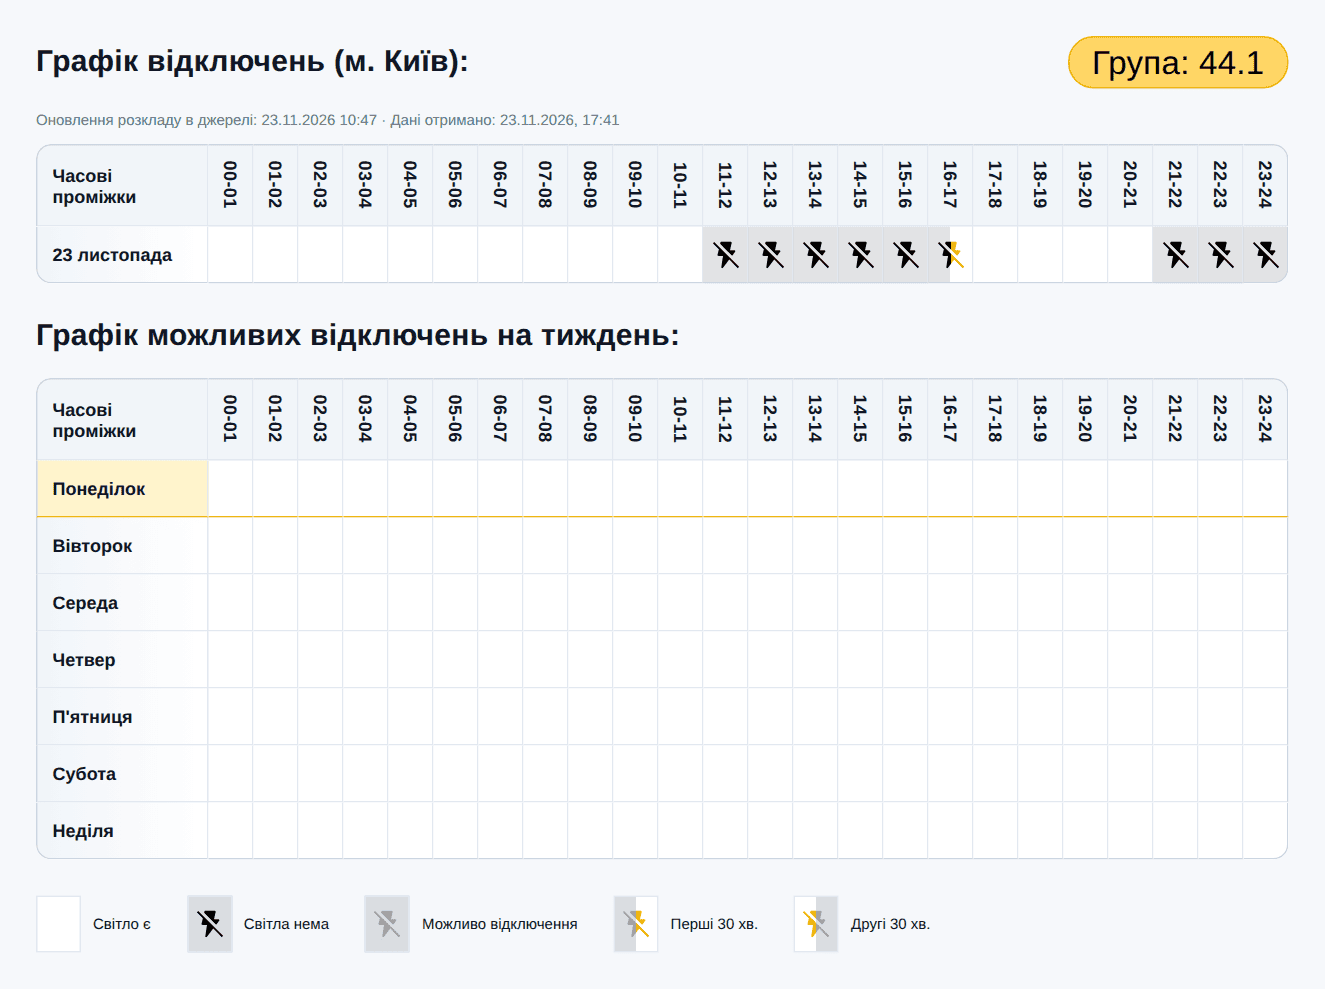 Графік відключень (м. Київ):
Група: 44.1
Оновлення розкладу в джерелі: 23.11.2026 10:47 · Дані отримано: 23.11.2026, 17:41
Часові проміжки 00-01 01-02 02-03 03-04 04-05 05-06 06-07 07-08 08-09 09-10 10-11 11-12 12-13 13-14 14-15 15-16 16-17 17-18 18-19 19-20 20-21 21-22 22-23 23-24
23 листопада
Графік можливих відключень на тиждень:
Часові проміжки 00-01 01-02 02-03 03-04 04-05 05-06 06-07 07-08 08-09 09-10 10-11 11-12 12-13 13-14 14-15 15-16 16-17 17-18 18-19 19-20 20-21 21-22 22-23 23-24
Понеділок
Вівторок
Середа
Четвер
П'ятниця
Субота
Неділя
Світло є Світла нема Можливо відключення Перші 30 хв. Другі 30 хв.